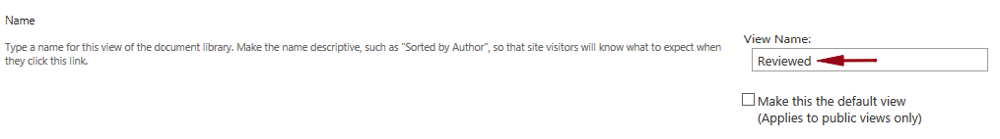 Name
Type a name for this view of the document library. Make the name descriptive, such as "Sorted by Author", so that site visitors will know what to expect when
they click this link.
View Name:
Reviewed
Make this the default view
(Applies to public views only)